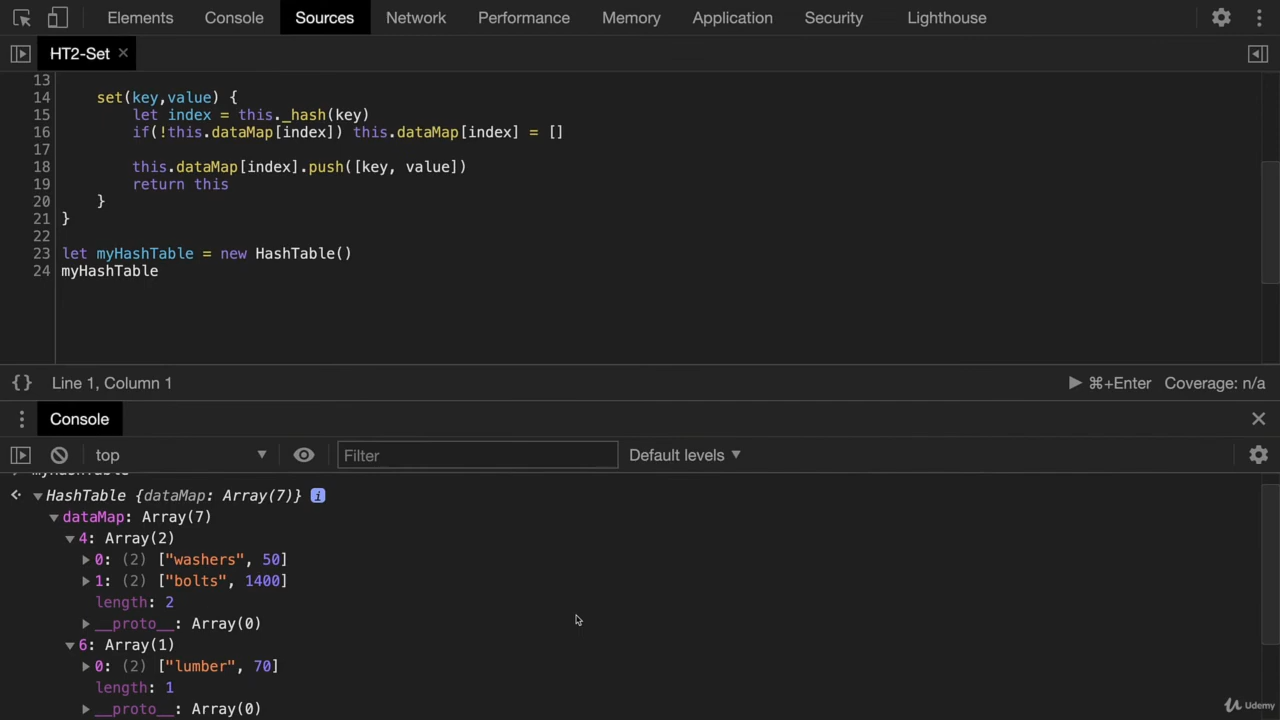 Elements Console Sources Network Performance Memory Application Security Lighthouse
HT2-Set ×
13
14 set(key,value) {
15 let index = this._hash(key)
16 if(!this.dataMap[index]) this.dataMap[index] = []
17
18 this.dataMap[index].push([key, value])
19 return this
20 }
21 }
22
23 let myHashTable = new HashTable()
24 myHashTable
{} Line 1, Column 1 ⌘+Enter Coverage: n/a
Console
top Filter Default levels
myHashTable
HashTable {dataMap: Array(7)} i
dataMap: Array(7)
4: Array(2)
0: (2) ["washers", 50]
1: (2) ["bolts", 1400]
length: 2
__proto__: Array(0)
6: Array(1)
0: (2) ["lumber", 70]
length: 1
__proto__: Array(0)
Udemy